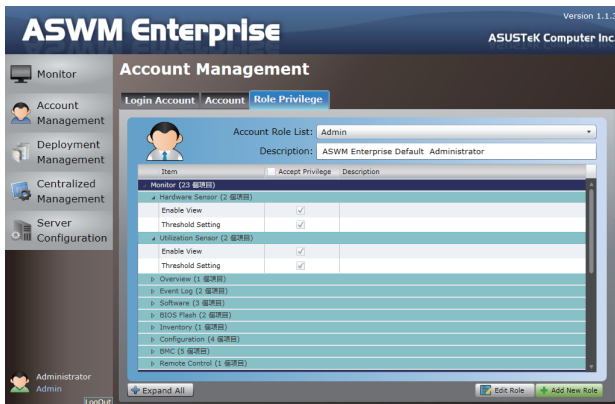 Version 1.1.3
ASWM Enterprise
ASUSTeK Computer Inc.
Monitor
Account
Management
Deployment
Management
Centralized
Management
Server
Configuration
Administrator
Admin
LogOut
Account Management
Login Account Account Role Privilege
Account Role List: Admin
Description: ASWM Enterprise Default Administrator
Item Accept Privilege Description
Monitor (23 個項目)
Hardware Sensor (2 個項目)
Enable View
Threshold Setting
Utilization Sensor (2 個項目)
Enable View
Threshold Setting
Overview (1 個項目)
Event Log (2 個項目)
Software (3 個項目)
BIOS Flash (2 個項目)
Inventory (1 個項目)
Configuration (4 個項目)
BMC (5 個項目)
Remote Control (1 個項目)
Expand All Edit Role Add New Role